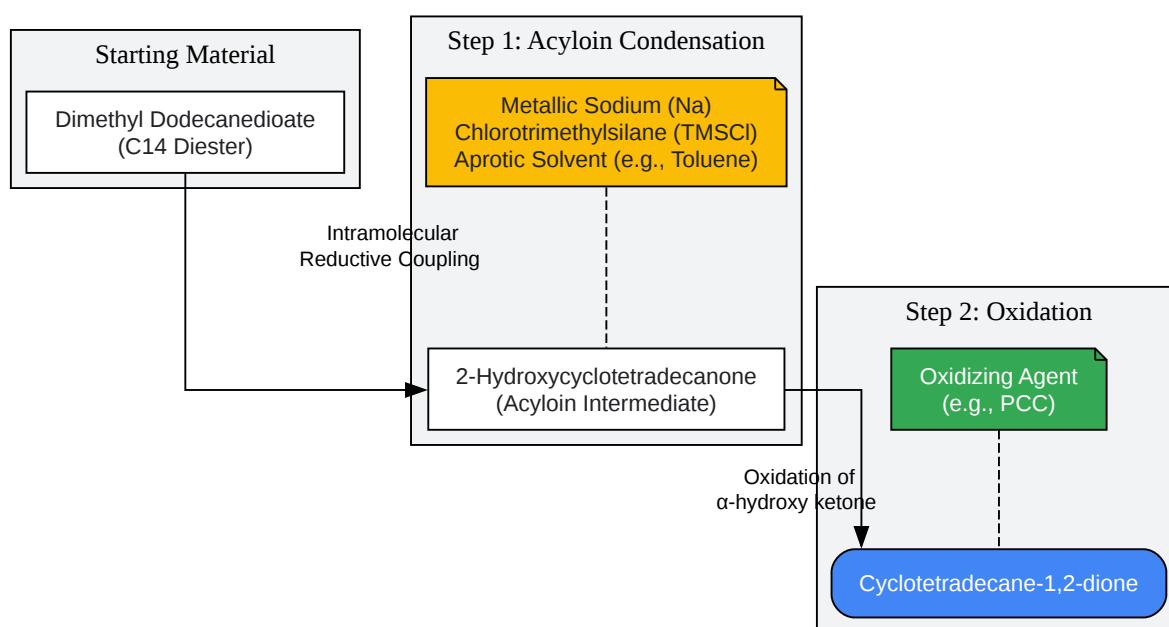 Starting Material
Dimethyl Dodecanedioate
(C14 Diester)
Step 1: Acyloin Condensation
Metallic Sodium (Na)
Chlorotrimethylsilane (TMSCl)
Aprotic Solvent (e.g., Toluene)
Intramolecular
Reductive Coupling
2-Hydroxycyclotetradecanone
(Acyloin Intermediate)
Step 2: Oxidation
Oxidizing Agent
(e.g., PCC)
Oxidation of
α-hydroxy ketone
Cyclotetradecane-1,2-dione